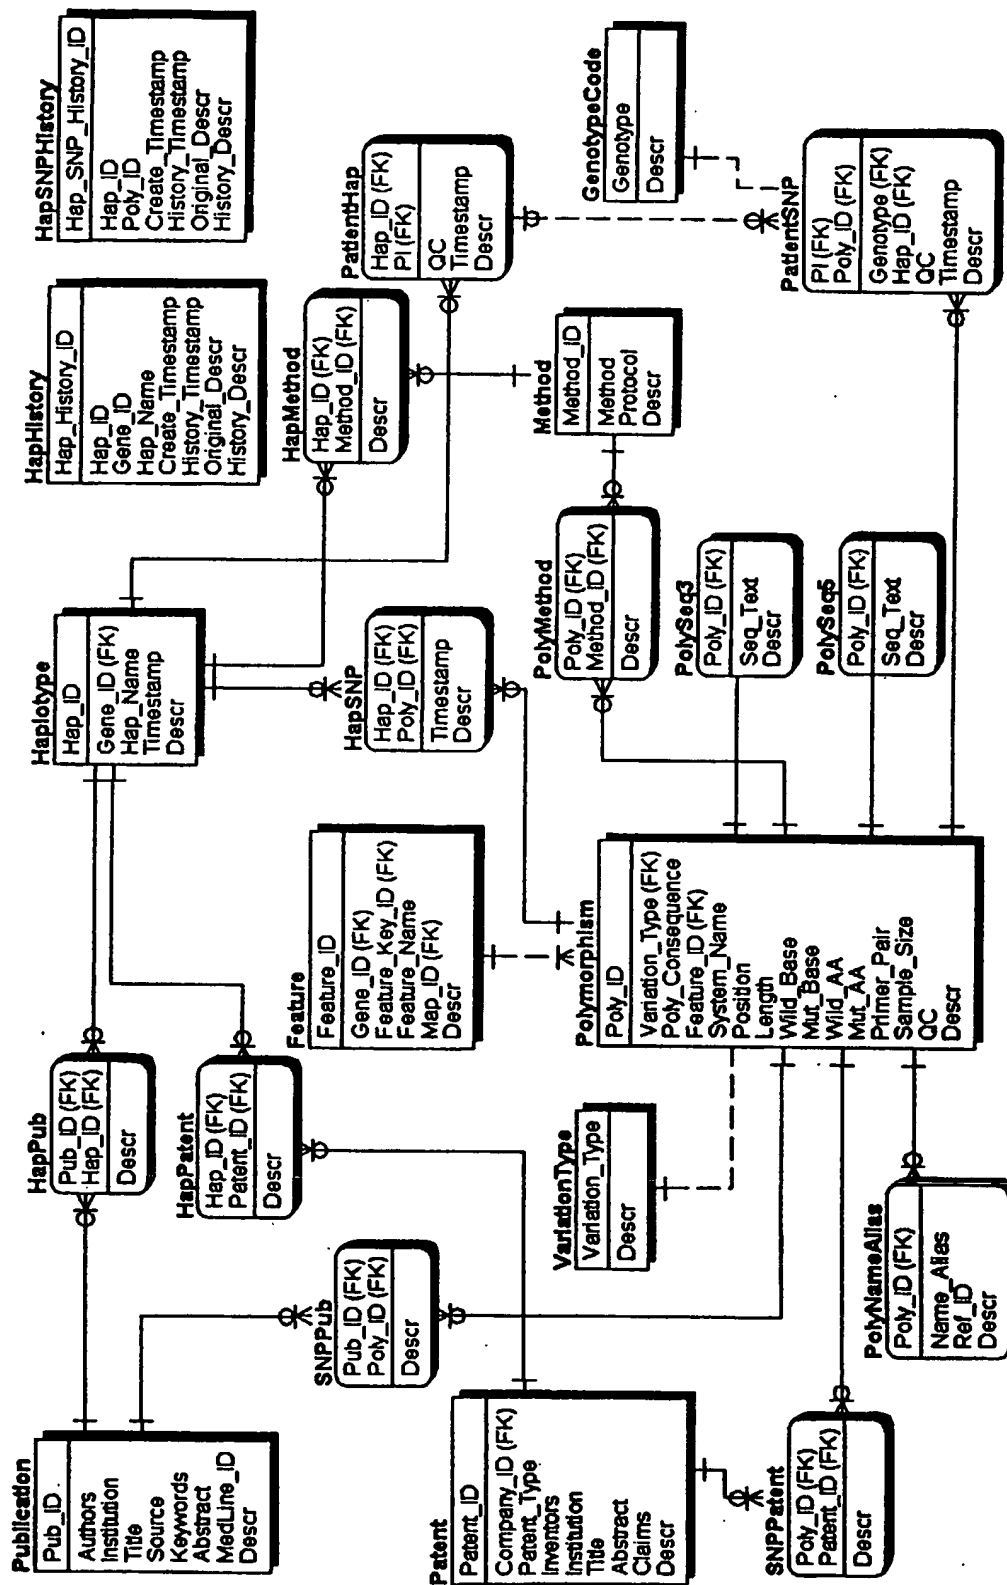 Publication
Pub_ID
Authors
Institution
Title
Source
Keywords
Abstract
MedLine_ID
Descr
HapPub
Pub_ID (FK)
Hap_ID (FK)
Descr
Haplotype
Hap_ID
Gene_ID (FK)
Hap_Name
Timestamp
Descr
HapHistory
Hap_History_ID
Hap_ID
Gene_ID
Hap_Name
Create_Timestamp
History_Timestamp
Original_Descr
History_Descr
HapSNPHistory
Hap_SNP_History_ID
Hap_ID
Poly_ID
Create_Timestamp
History_Timestamp
Original_Descr
History_Descr
HapPatent
Hap_ID (FK)
Patent_ID (FK)
Descr
SNPPub
Pub_ID (FK)
Poly_ID (FK)
Descr
Feature
Feature_ID
Gene_ID (FK)
Feature_Key_ID (FK)
Feature_Name
Map_ID (FK)
Descr
HapSNP
Hap_ID (FK)
Poly_ID (FK)
Timestamp
Descr
HapMethod
Hap_ID (FK)
Method_ID (FK)
Descr
PatientHap
Hap_ID (FK)
PI (FK)
QC
Timestamp
Descr
Patent
Patent_ID
Company_ID (FK)
Patent_Type
Inventors
Institution
Title
Abstract
Claims
Descr
VariationType
Variation_Type
Descr
Polymorphism
Poly_ID
Variation_Type (FK)
Poly_Consequence
Feature_ID (FK)
System_Name
Position
Length
Wild_Base
Mut_Base
Wild_AA
Mut_AA
Primer_Pair
Sample_Size
QC
Descr
PolyMethod
Poly_ID (FK)
Method_ID (FK)
Descr
Method
Method_ID
Method
Protocol
Descr
GenotypeCode
Genotype
Descr
PolySeq3
Poly_ID (FK)
Seq_Text
Descr
PolySeq5
Poly_ID (FK)
Seq_Text
Descr
PatientSNP
PI (FK)
Poly_ID (FK)
Genotype (FK)
Hap_ID (FK)
QC
Timestamp
Descr
SNPPatent
Poly_ID (FK)
Patent_ID (FK)
Descr
PolyNameAlias
Poly_ID (FK)
Name_Alias
Ref_ID
Descr